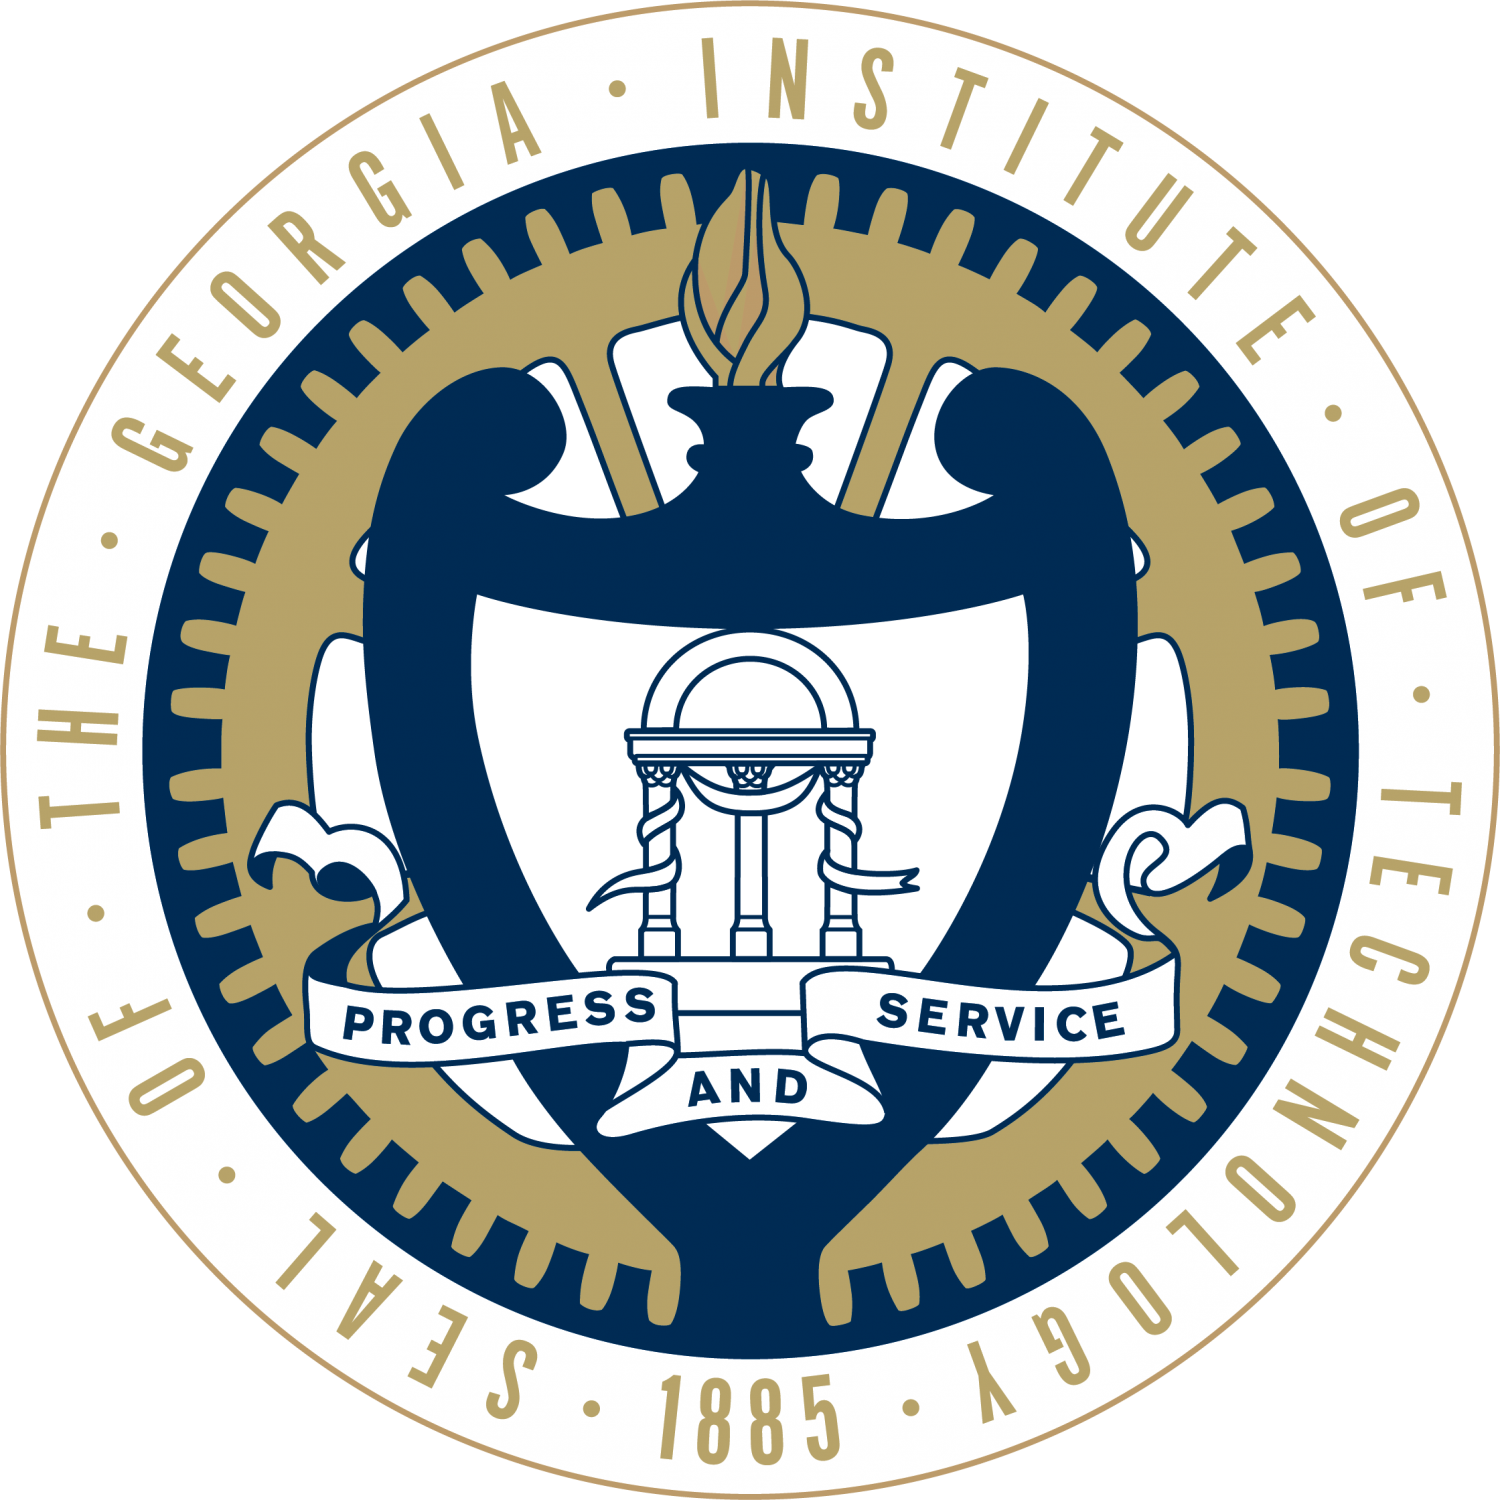 SEAL · OF · THE · GEORGIA · INSTITUTE · OF · TECHNOLOGY
· 1885 ·
PROGRESS
AND
SERVICE